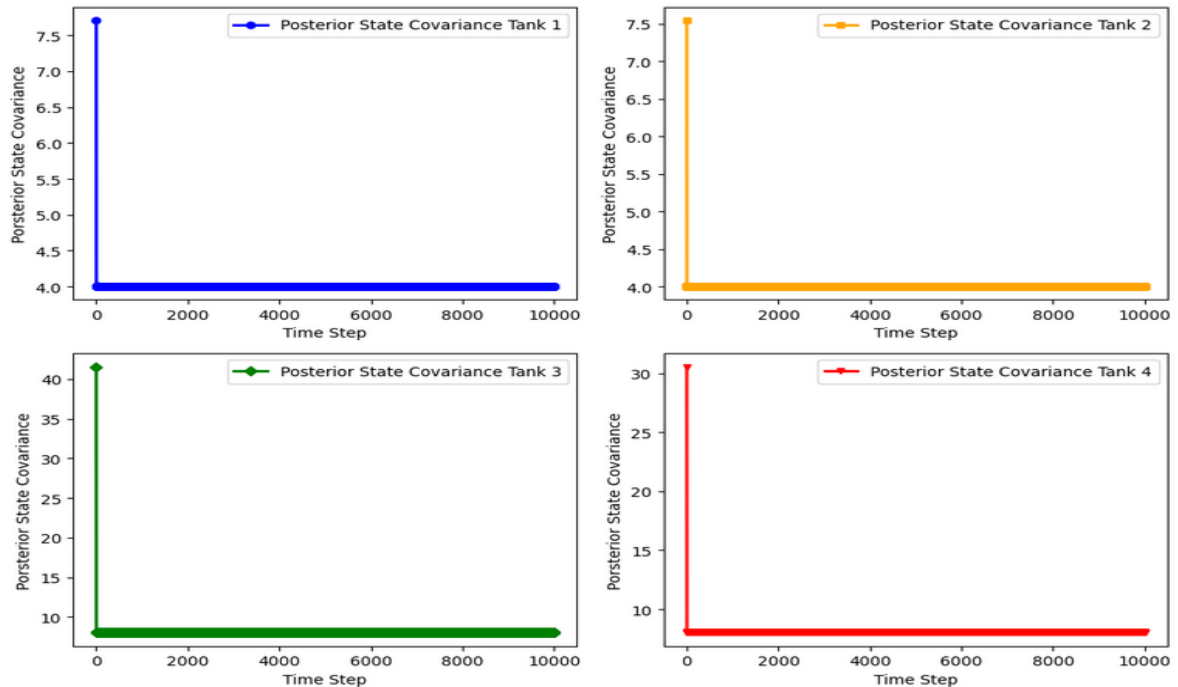 Posterior State Covariance Tank 1
Porsterior State Covariance
7.5
7.0
6.5
6.0
5.5
5.0
4.5
4.0
0 2000 4000 6000 8000 10000
Time Step
Posterior State Covariance Tank 2
Porsterior State Covariance
7.5
7.0
6.5
6.0
5.5
5.0
4.5
4.0
0 2000 4000 6000 8000 10000
Time Step
Posterior State Covariance Tank 3
Porsterior State Covariance
40
35
30
25
20
15
10
0 2000 4000 6000 8000 10000
Time Step
Posterior State Covariance Tank 4
Porsterior State Covariance
30
25
20
15
10
0 2000 4000 6000 8000 10000
Time Step